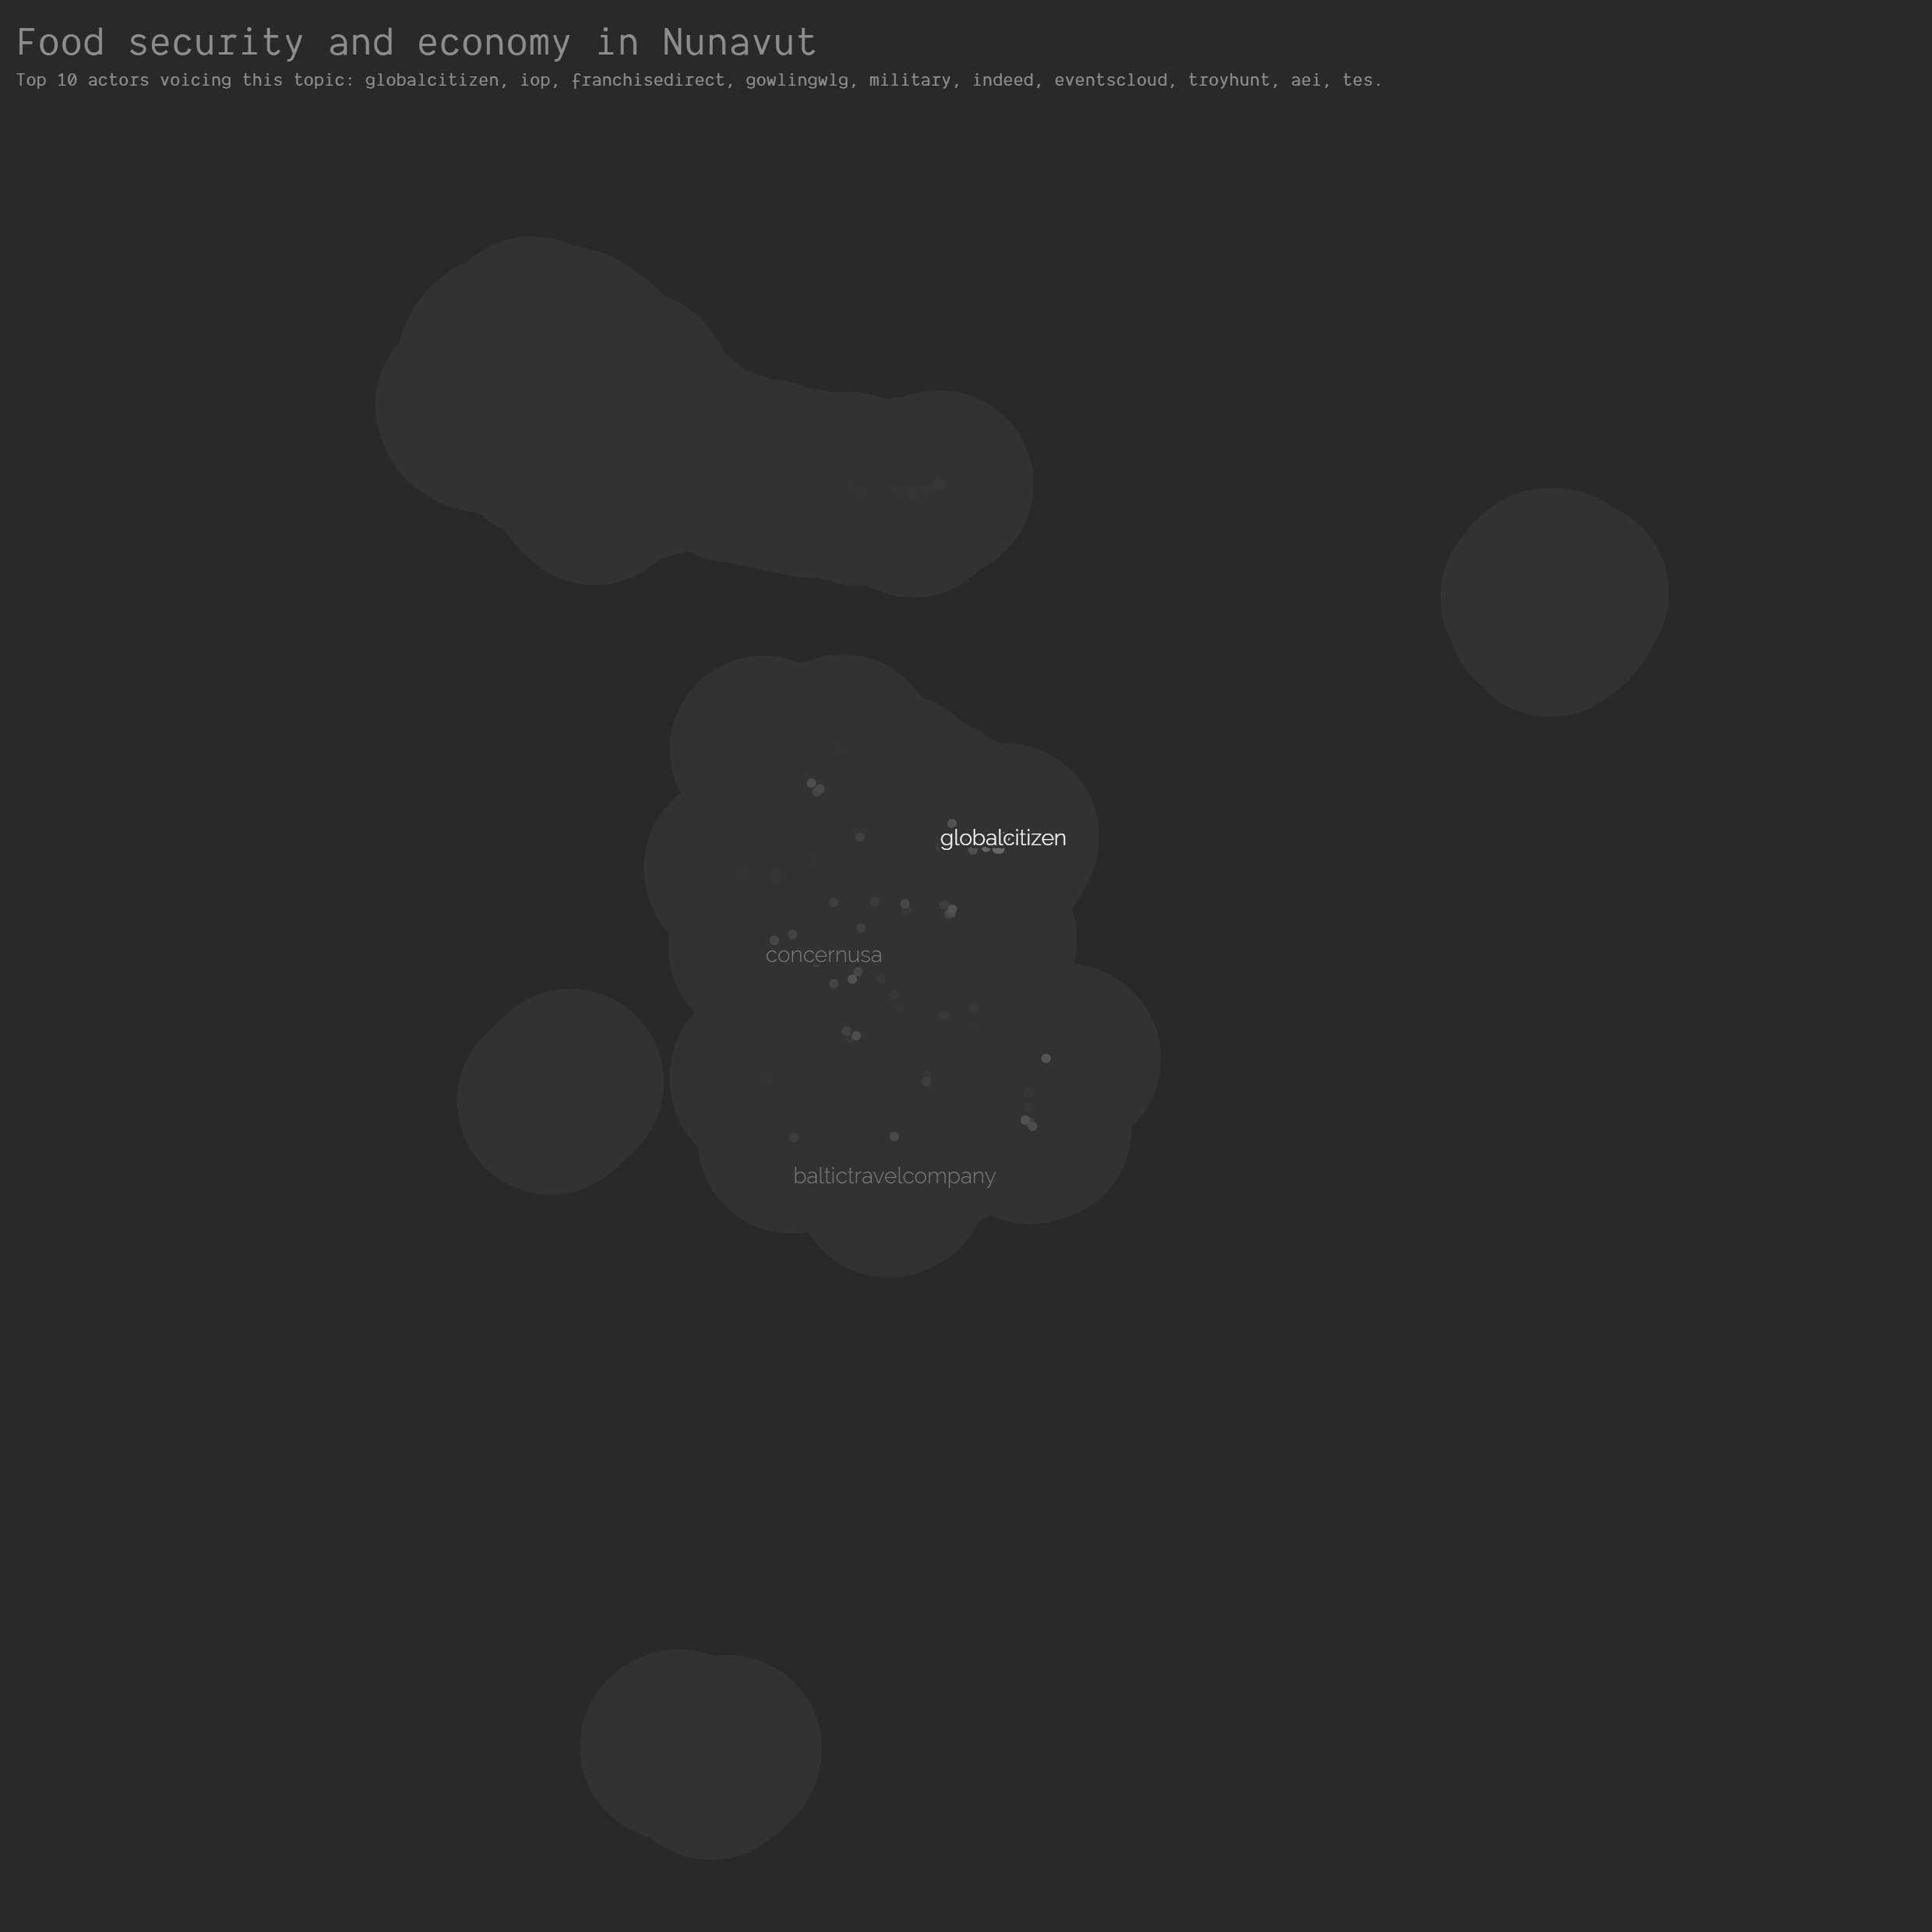 Food security and economy in Nunavut
Top 10 actors voicing this topic: globalcitizen, iop, franchisedirect, gowlingwlg, military, indeed, eventscloud, troyhunt, aei, tes.
globalcitizen
concernusa
baltictravelcompany